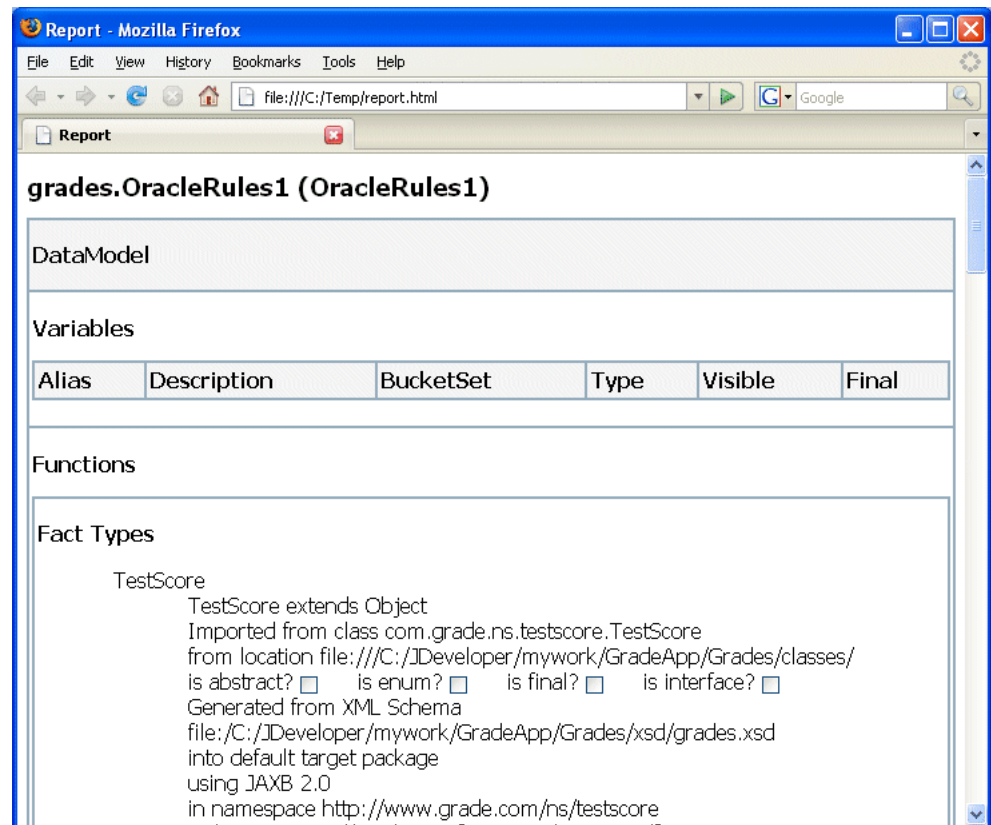 Report - Mozilla Firefox
File Edit View History Bookmarks Tools Help
file:///C:/Temp/report.html
G Google
Report
grades.OracleRules1 (OracleRules1)
DataModel
Variables
Alias Description BucketSet Type Visible Final
Functions
Fact Types
TestScore
TestScore extends Object
Imported from class com.grade.ns.testscore.TestScore
from location file:///C:/JDeveloper/mywork/GradeApp/Grades/classes/
is abstract? is enum? is final? is interface?
Generated from XML Schema
file:/C:/JDeveloper/mywork/GradeApp/Grades/xsd/grades.xsd
into default target package
using JAXB 2.0
in namespace http://www.grade.com/ns/testscore